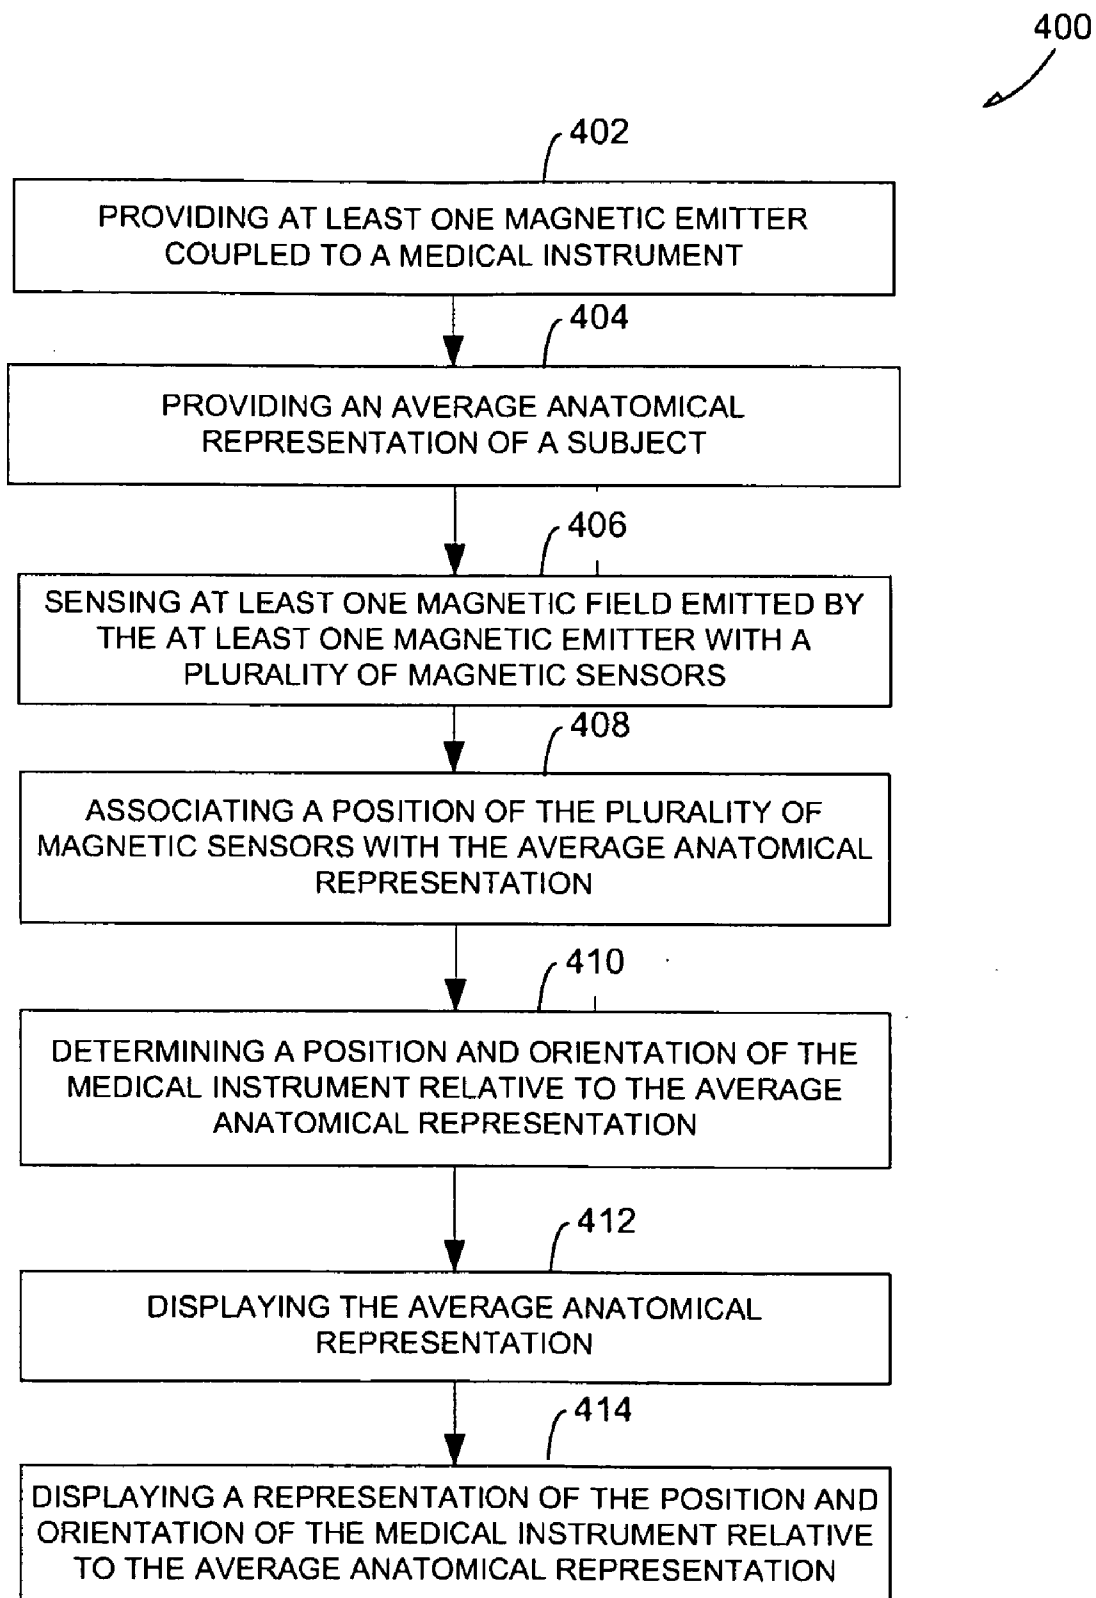 400
402
PROVIDING AT LEAST ONE MAGNETIC EMITTER
COUPLED TO A MEDICAL INSTRUMENT
404
PROVIDING AN AVERAGE ANATOMICAL
REPRESENTATION OF A SUBJECT
406
SENSING AT LEAST ONE MAGNETIC FIELD EMITTED BY
THE AT LEAST ONE MAGNETIC EMITTER WITH A
PLURALITY OF MAGNETIC SENSORS
408
ASSOCIATING A POSITION OF THE PLURALITY OF
MAGNETIC SENSORS WITH THE AVERAGE ANATOMICAL
REPRESENTATION
410
DETERMINING A POSITION AND ORIENTATION OF THE
MEDICAL INSTRUMENT RELATIVE TO THE AVERAGE
ANATOMICAL REPRESENTATION
412
DISPLAYING THE AVERAGE ANATOMICAL
REPRESENTATION
414
DISPLAYING A REPRESENTATION OF THE POSITION AND
ORIENTATION OF THE MEDICAL INSTRUMENT RELATIVE
TO THE AVERAGE ANATOMICAL REPRESENTATION